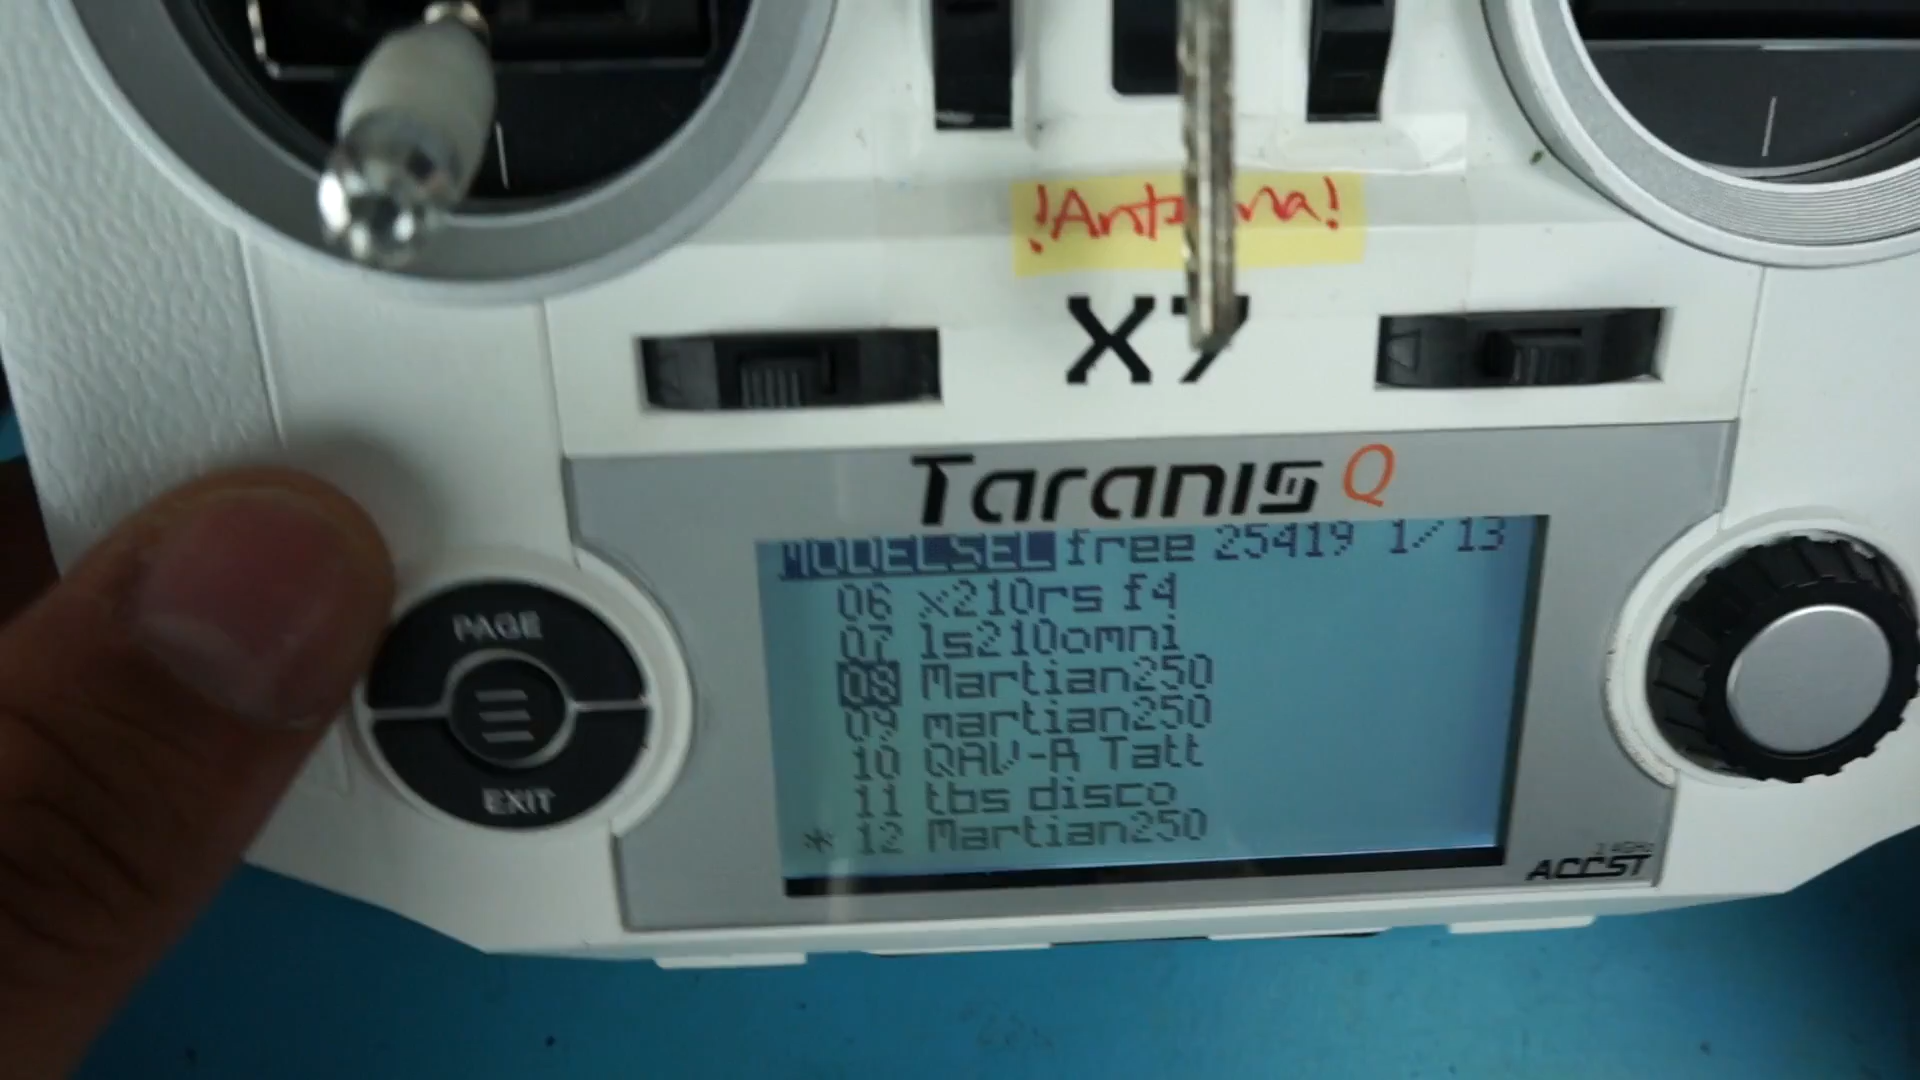 !Antenna!
X7
Taranis Q
MODELSEL free 25419 1/13
06 x210rs f4
07 ls210omni
08 Martian250
09 martian250
10 QAV-R Tatt
11 tbs disco
* 12 Martian250
PAGE
EXIT
ACCST